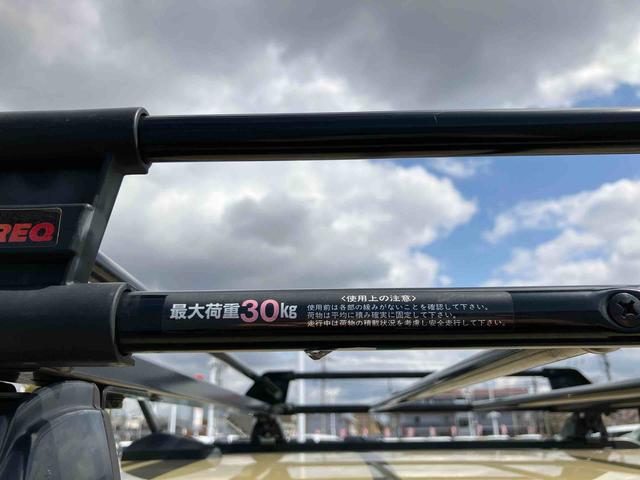 REQ
最大荷重30kg
〈使用上の注意〉
使用前は各部の緩みがないことを確認して下さい。
荷物は平均に積み確実に固定して下さい。
走行中は荷物の積載状況を考慮し安全走行して下さい。